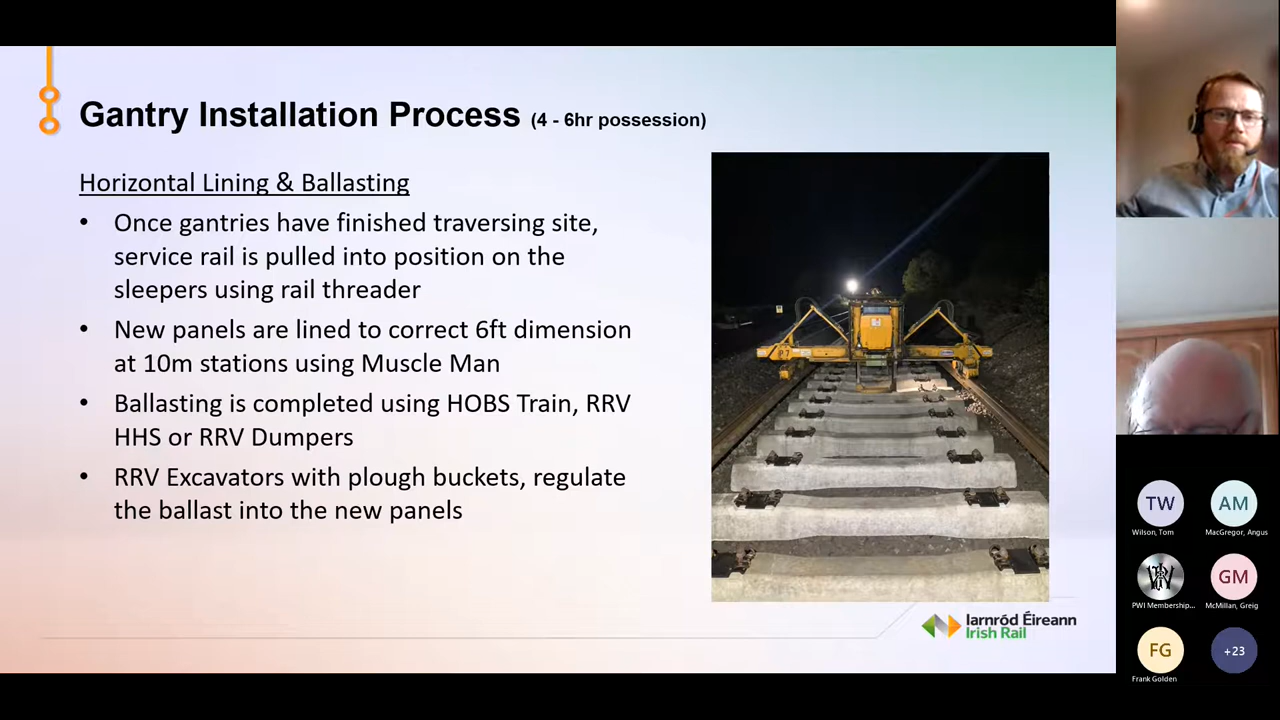 Gantry Installation Process (4 - 6hr possession)
Horizontal Lining & Ballasting
• Once gantries have finished traversing site,
service rail is pulled into position on the
sleepers using rail threader
• New panels are lined to correct 6ft dimension
at 10m stations using Muscle Man
• Ballasting is completed using HOBS Train, RRV
HHS or RRV Dumpers
• RRV Excavators with plough buckets, regulate
the ballast into the new panels
Iarnród Éireann
Irish Rail
TW
Wilson, Tom
AM
MacGregor, Angus
PWI Membership...
GM
McMillan, Greig
FG
Frank Golden
+23